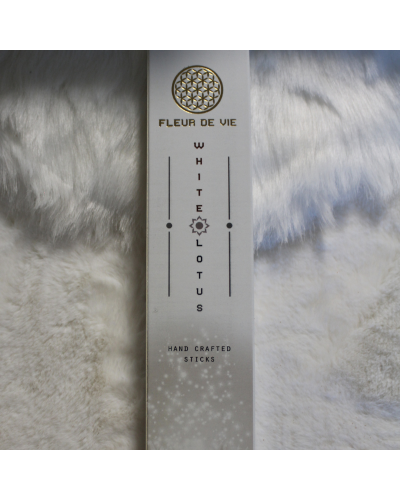 FLEUR DE VIE
WHITE LOTUS
HAND CRAFTED
STICKS